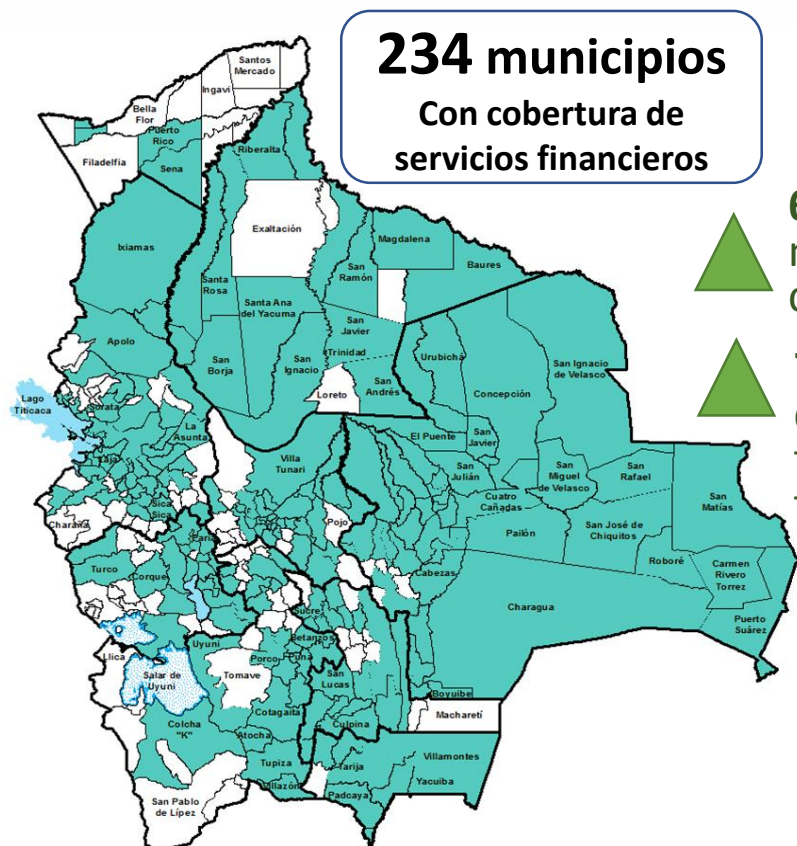 234 municipios
Con cobertura de
servicios financieros
Santos
Mercado
Ingavi
Bella
Flor
Puerto
Rico
Filadelfia
Sena
Riberalta
Exaltación
Ixiamas
Magdalena
Baures
San
Ramón
Santa
Rosa
Santa Ana
del Yacuma
Apolo
San
Javier
Trinidad
San
Borja
San
Ignacio
Loreto
San
Andrés
Urubichá
San Ignacio
de Velasco
Concepción
Lago
Titicaca
Sorata
La
Asunta
Laja
El Puente
San
Javier
Villa
Tunari
San
Julián
San
Miguel
de Velasco
San
Rafael
San
Matías
Cuatro
Cañadas
Sica
Sica
Charaña
Pojo
Pailón
San José de
Chiquitos
Paria
Turco
Corque
Cabezas
Roboré
Carmen
Rivero
Torrez
Charagua
Sucre
Puerto
Suárez
Uyuni
Betanzos
Llica
Porco
Puna
Salar de
Uyuni
Tomave
San
Lucas
Boyuibe
Macharetí
Cotagaita
Culpina
Colcha
"K"
Atocha
Tupiza
Tarija
Villamontes
Yacuiba
Villazón
Padcaya
San Pablo
de Lípez